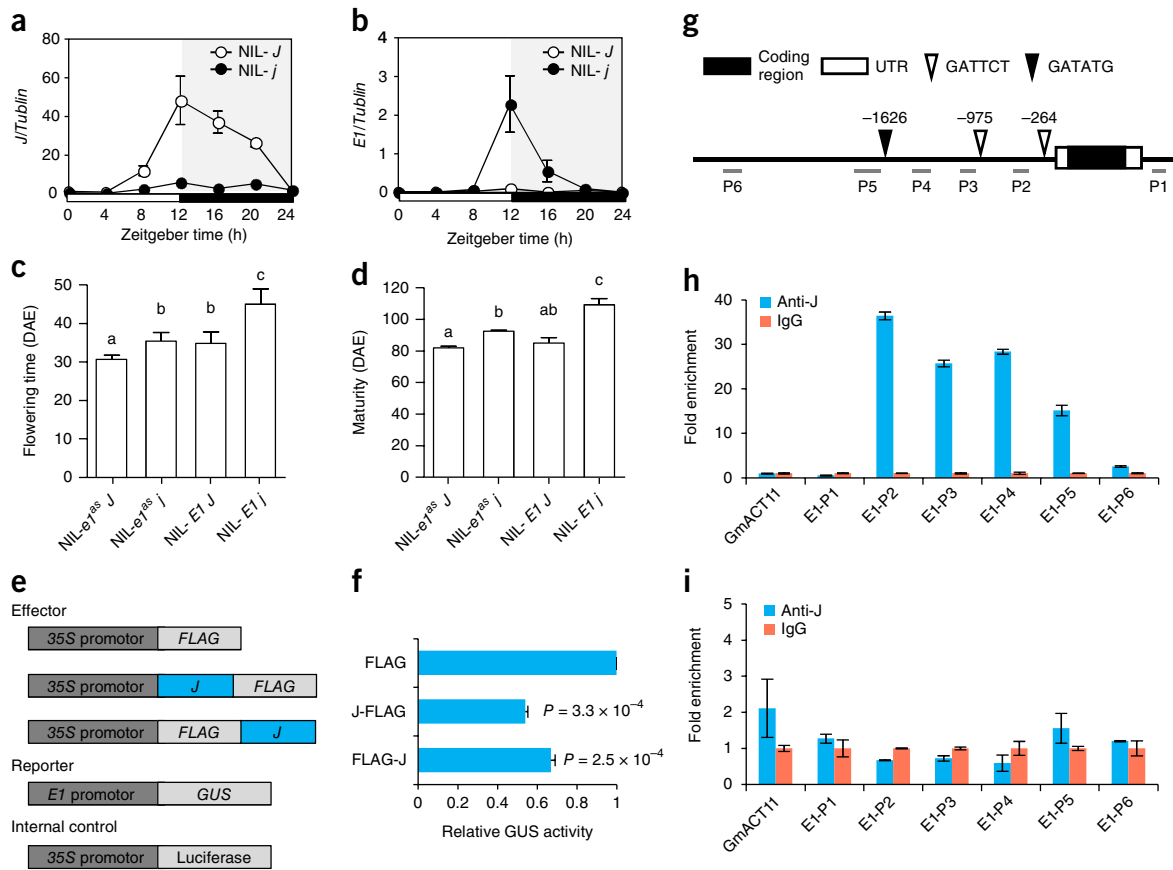 a
NIL- J
NIL- j
J/Tublin
80
60
40
20
0
0 4 8 12 16 20 24
Zeitgeber time (h)
b
NIL- J
NIL- j
E1/Tublin
4
3
2
1
0
0 4 8 12 16 20 24
Zeitgeber time (h)
c
Flowering time (DAE)
50
40
30
20
10
0
a b b c
NIL-e1as J
NIL-e1as j
NIL- E1 J
NIL- E1 j
d
Maturity (DAE)
120
100
80
60
40
20
0
a b ab c
NIL-e1as J
NIL-e1as j
NIL- E1 J
NIL- E1 j
e
Effector
35S promotor FLAG
35S promotor J FLAG
35S promotor FLAG J
Reporter
E1 promotor GUS
Internal control
35S promotor Luciferase
f
FLAG
J-FLAG P = 3.3 × 10–4
FLAG-J P = 2.5 × 10–4
0 0.2 0.4 0.6 0.8 1
Relative GUS activity
g
Coding region UTR GATTCT GATATG
–1626 –975 –264
P6 P5 P4 P3 P2 P1
h
Anti-J
IgG
Fold enrichment
40
30
20
10
0
GmACT11
E1-P1
E1-P2
E1-P3
E1-P4
E1-P5
E1-P6
i
Anti-J
IgG
Fold enrichment
5
4
3
2
1
0
GmACT11
E1-P1
E1-P2
E1-P3
E1-P4
E1-P5
E1-P6